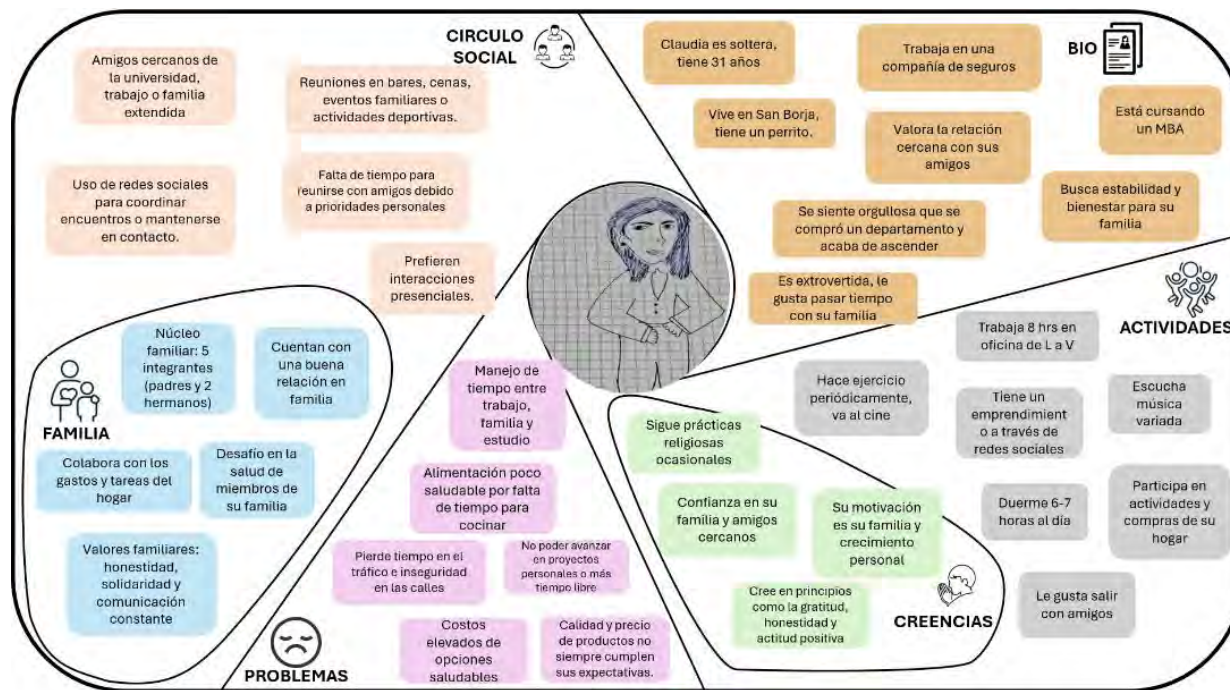 CIRCULO
SOCIAL
Amigos cercanos
de la universidad,
trabajo o familia
extendida
Reuniones en bares, cenas,
eventos familiares o
actividades deportivas.
Uso de redes sociales
para coordinar
encuentros o mantenerse
en contacto.
Falta de tiempo para
reunirse con amigos debido
a prioridades personales
Prefieren
interacciones
presenciales.
BIO
Claudia es soltera,
tiene 31 años
Trabaja en una
compañía de seguros
Vive en San Borja,
tiene un perrito.
Valora la relación
cercana con sus
amigos
Está cursando
un MBA
Se siente orgullosa que se
compró un departamento y
acaba de ascender
Busca estabilidad y
bienestar para su
familia
Es extrovertida, le
gusta pasar tiempo
con su familia
FAMILIA
Núcleo
familiar: 5
integrantes
(padres y 2
hermanos)
Cuentan con
una buena
relación en
familia
Colabora con los
gastos y tareas del
hogar
Desafío en la
salud de
miembros de
su familia
Valores familiares:
honestidad,
solidaridad y
comunicación
constante
PROBLEMAS
Manejo de
tiempo entre
trabajo,
familia y
estudio
Alimentación poco
saludable por falta
de tiempo para
cocinar
Pierde tiempo en el
tráfico e inseguridad
en las calles
No poder avanzar
en proyectos
personales o más
tiempo libre
Costos
elevados de
opciones
saludables
Calidad y precio
de productos no
siempre cumplen
sus expectativas.
CREENCIAS
Sigue prácticas
religiosas
ocasionales
Confianza en su
familia y amigos
cercanos
Su motivación
es su familia y
crecimiento
personal
Cree en principios
como la gratitud,
honestidad y
actitud positiva
ACTIVIDADES
Trabaja 8 hrs en
oficina de L a V
Hace ejercicio
periódicamente,
va al cine
Tiene un
emprendimient
o a través de
redes sociales
Escucha
música
variada
Duerme 6-7
horas al día
Participa en
actividades y
compras de su
hogar
Le gusta salir
con amigos